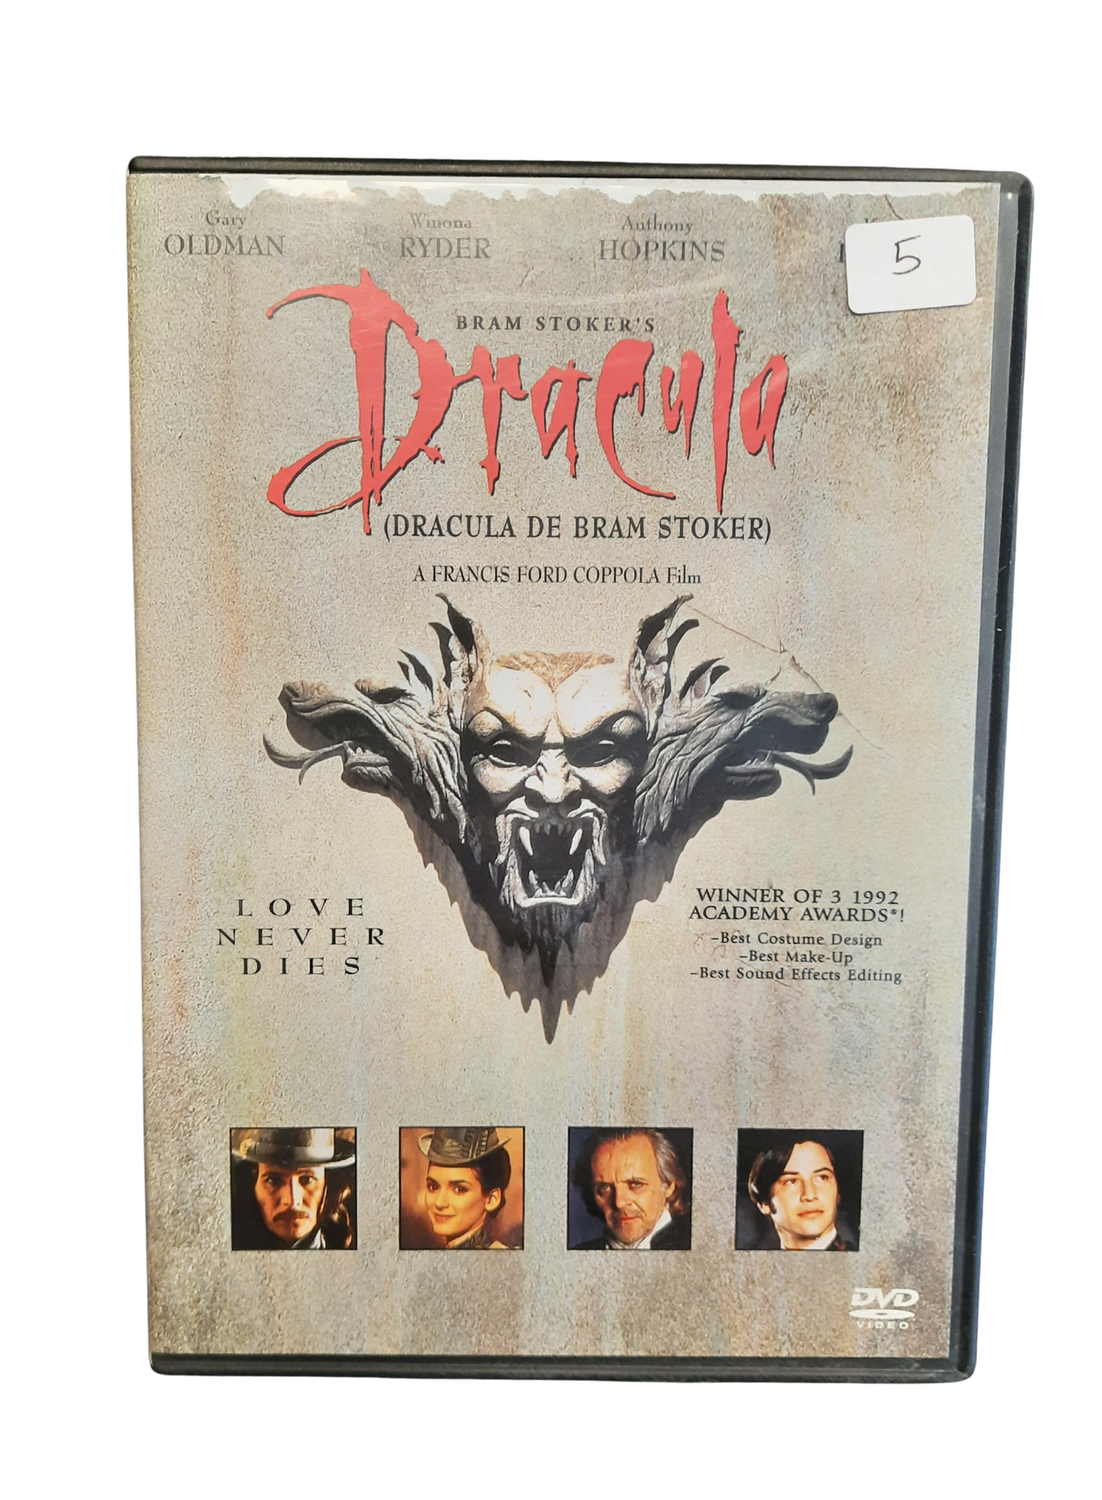 Gary
OLDMAN
Winona
RYDER
Anthony
HOPKINS
5
BRAM STOKER'S
Dracula
(DRACULA DE BRAM STOKER)
A FRANCIS FORD COPPOLA Film
LOVE
NEVER
DIES
WINNER OF 3 1992
ACADEMY AWARDS®!
–Best Costume Design
–Best Make-Up
–Best Sound Effects Editing
DVD
VIDEO